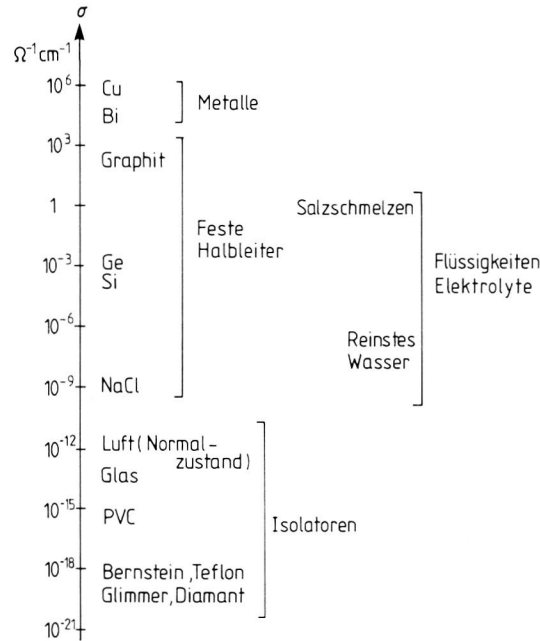 σ
Ω⁻¹cm⁻¹
10⁶
Cu
Bi
Metalle
10³
Graphit
1
Salzschmelzen
Feste
Halbleiter
10⁻³
Ge
Si
Flüssigkeiten
Elektrolyte
10⁻⁶
Reinstes
Wasser
10⁻⁹
NaCl
10⁻¹²
Luft (Normal-
zustand)
Glas
10⁻¹⁵
PVC
Isolatoren
10⁻¹⁸
Bernstein, Teflon
Glimmer, Diamant
10⁻²¹